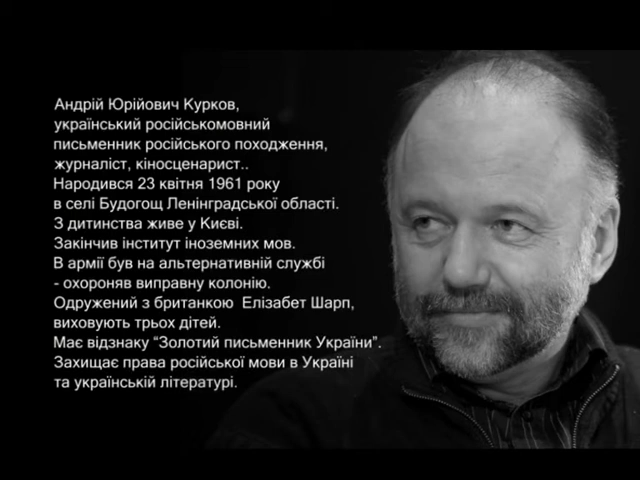 Андрій Юрійович Курков,
український російськомовний
письменник російського походження,
журналіст, кіносценарист..
Народився 23 квітня 1961 року
в селі Будогощ Ленінградської області.
З дитинства живе у Києві.
Закінчив інститут іноземних мов.
В армії був на альтернативній службі
- охороняв виправну колонію.
Одружений з британкою Елізабет Шарп,
виховують трьох дітей.
Має відзнаку “Золотий письменник України”.
Захищає права російської мови в Україні
та українській літературі.